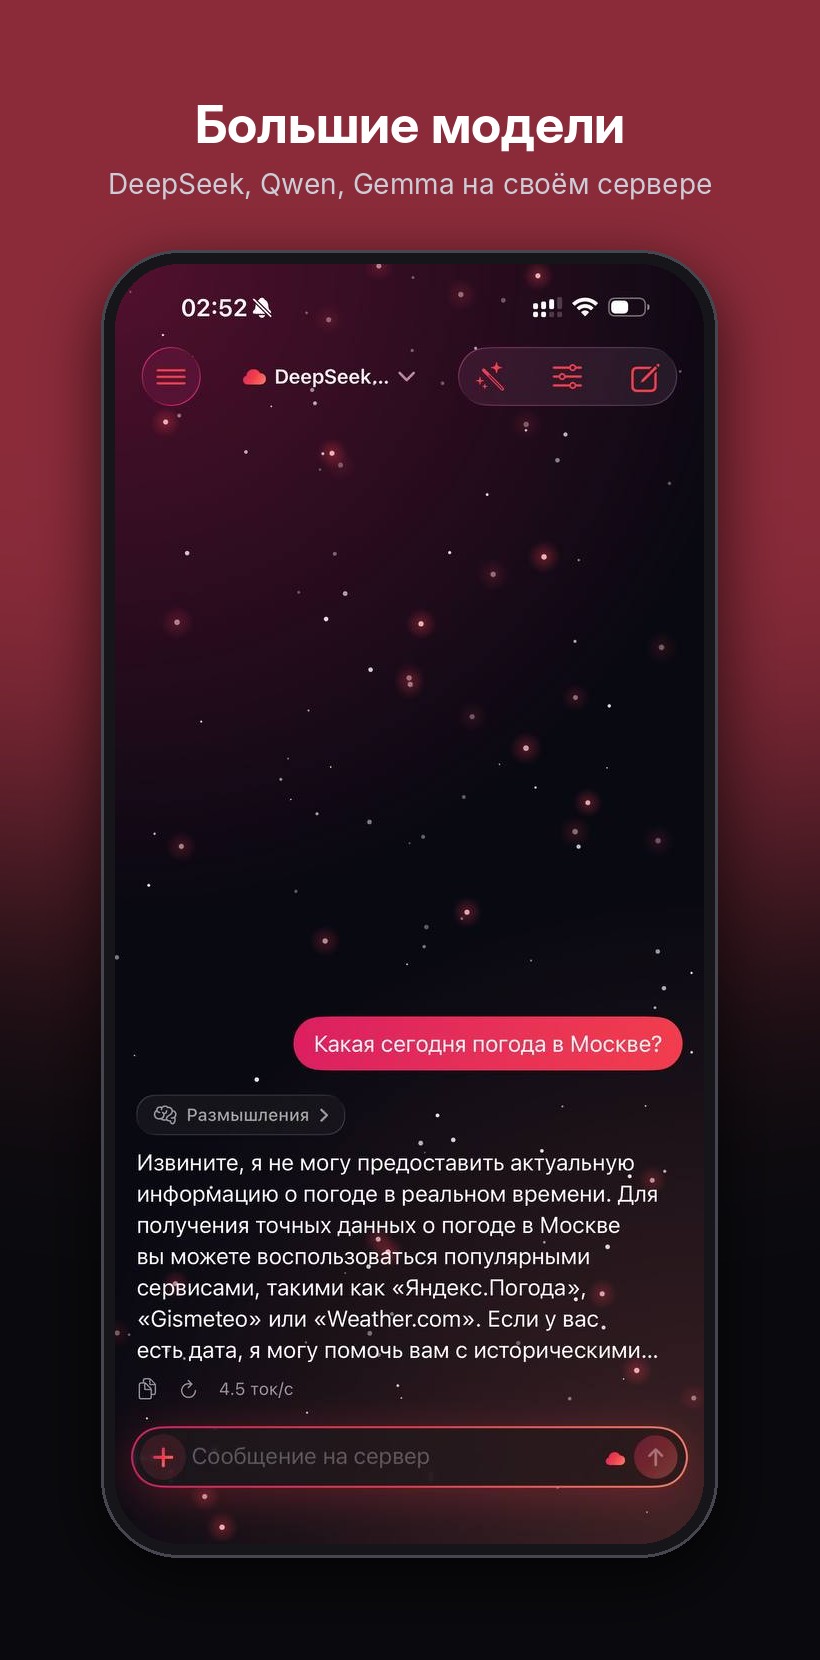 Большие модели
DeepSeek, Qwen, Gemma на своём сервере
02:52
DeepSeek...
Какая сегодня погода в Москве?
Размышления
Извините, я не могу предоставить актуальную
информацию о погоде в реальном времени. Для
получения точных данных о погоде в Москве
вы можете воспользоваться популярными
сервисами, такими как «Яндекс.Погода»,
«Gismeteo» или «Weather.com». Если у вас
есть дата, я могу помочь вам с историческими...
4.5 ток/с
Сообщение на сервер